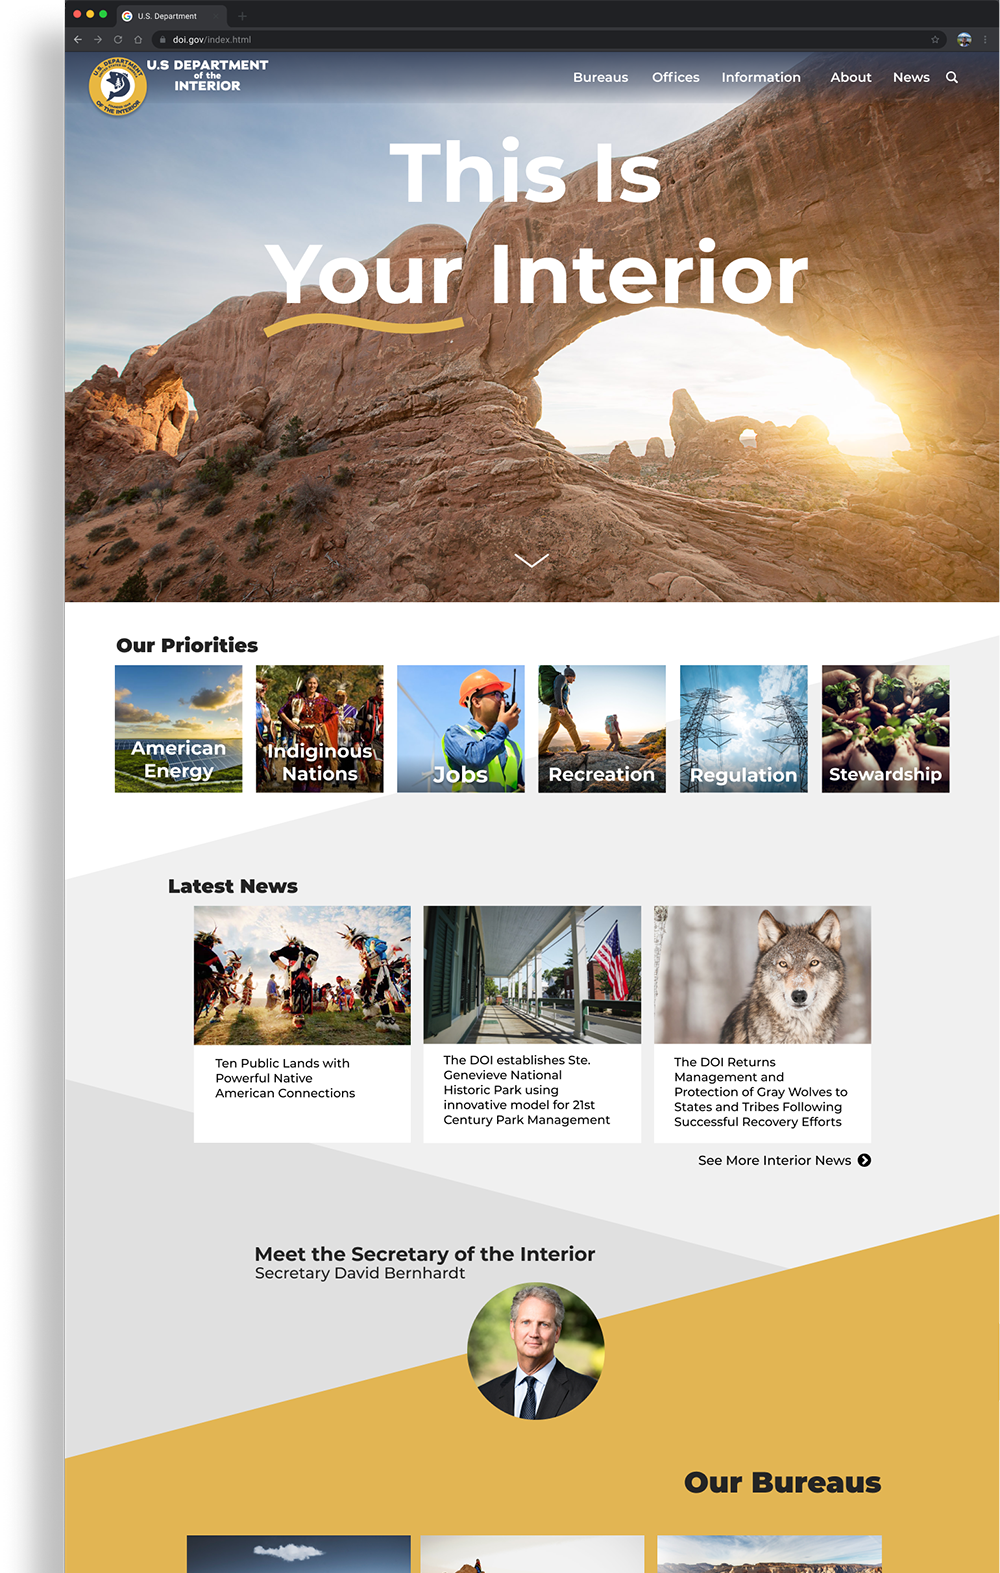 U.S. Department
doi.gov/index.html
U.S DEPARTMENT
of the
INTERIOR
U.S. DEPARTMENT
OF THE INTERIOR
Bureaus Offices Information About News
This Is
Your Interior
Our Priorities
American
Energy
Indiginous
Nations
Jobs
Recreation
Regulation
Stewardship
Latest News
Ten Public Lands with
Powerful Native
American Connections
The DOI establishes Ste.
Genevieve National
Historic Park using
innovative model for 21st
Century Park Management
The DOI Returns
Management and
Protection of Gray Wolves to
States and Tribes Following
Successful Recovery Efforts
See More Interior News
Meet the Secretary of the Interior
Secretary David Bernhardt
Our Bureaus